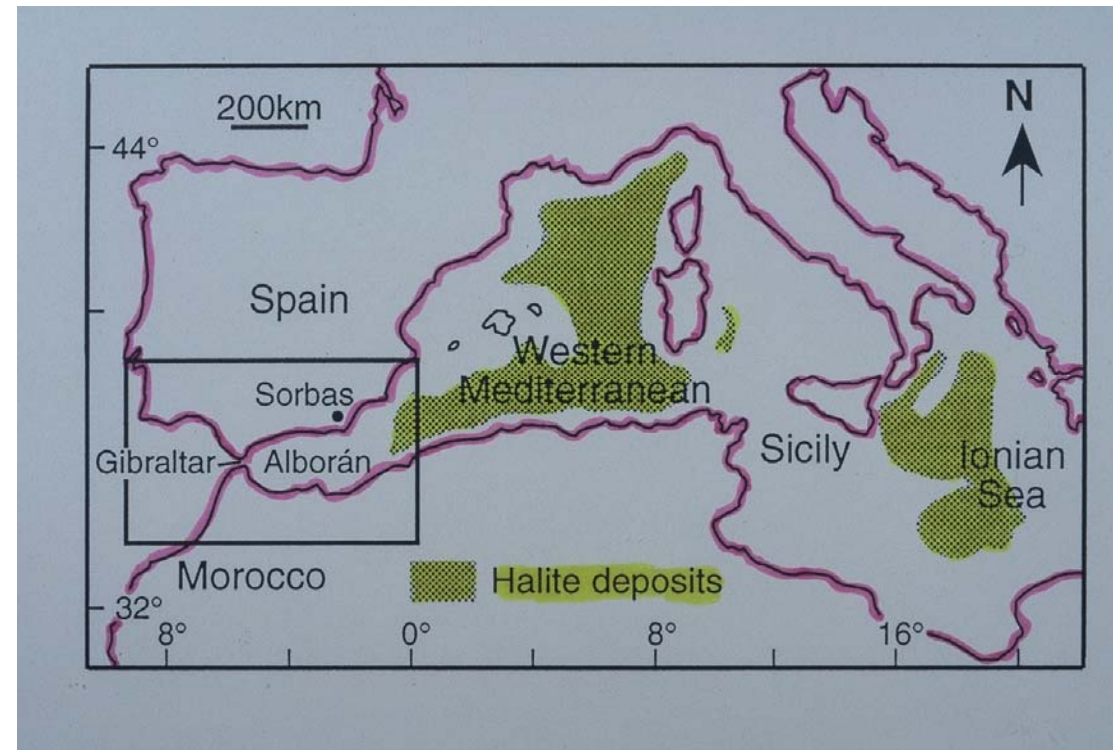 200km
N
44°
Spain
Western
Mediterranean
Sorbas
Gibraltar
Alborán
Sicily
Ionian
Sea
Morocco
Halite deposits
32°
8°
0°
8°
16°